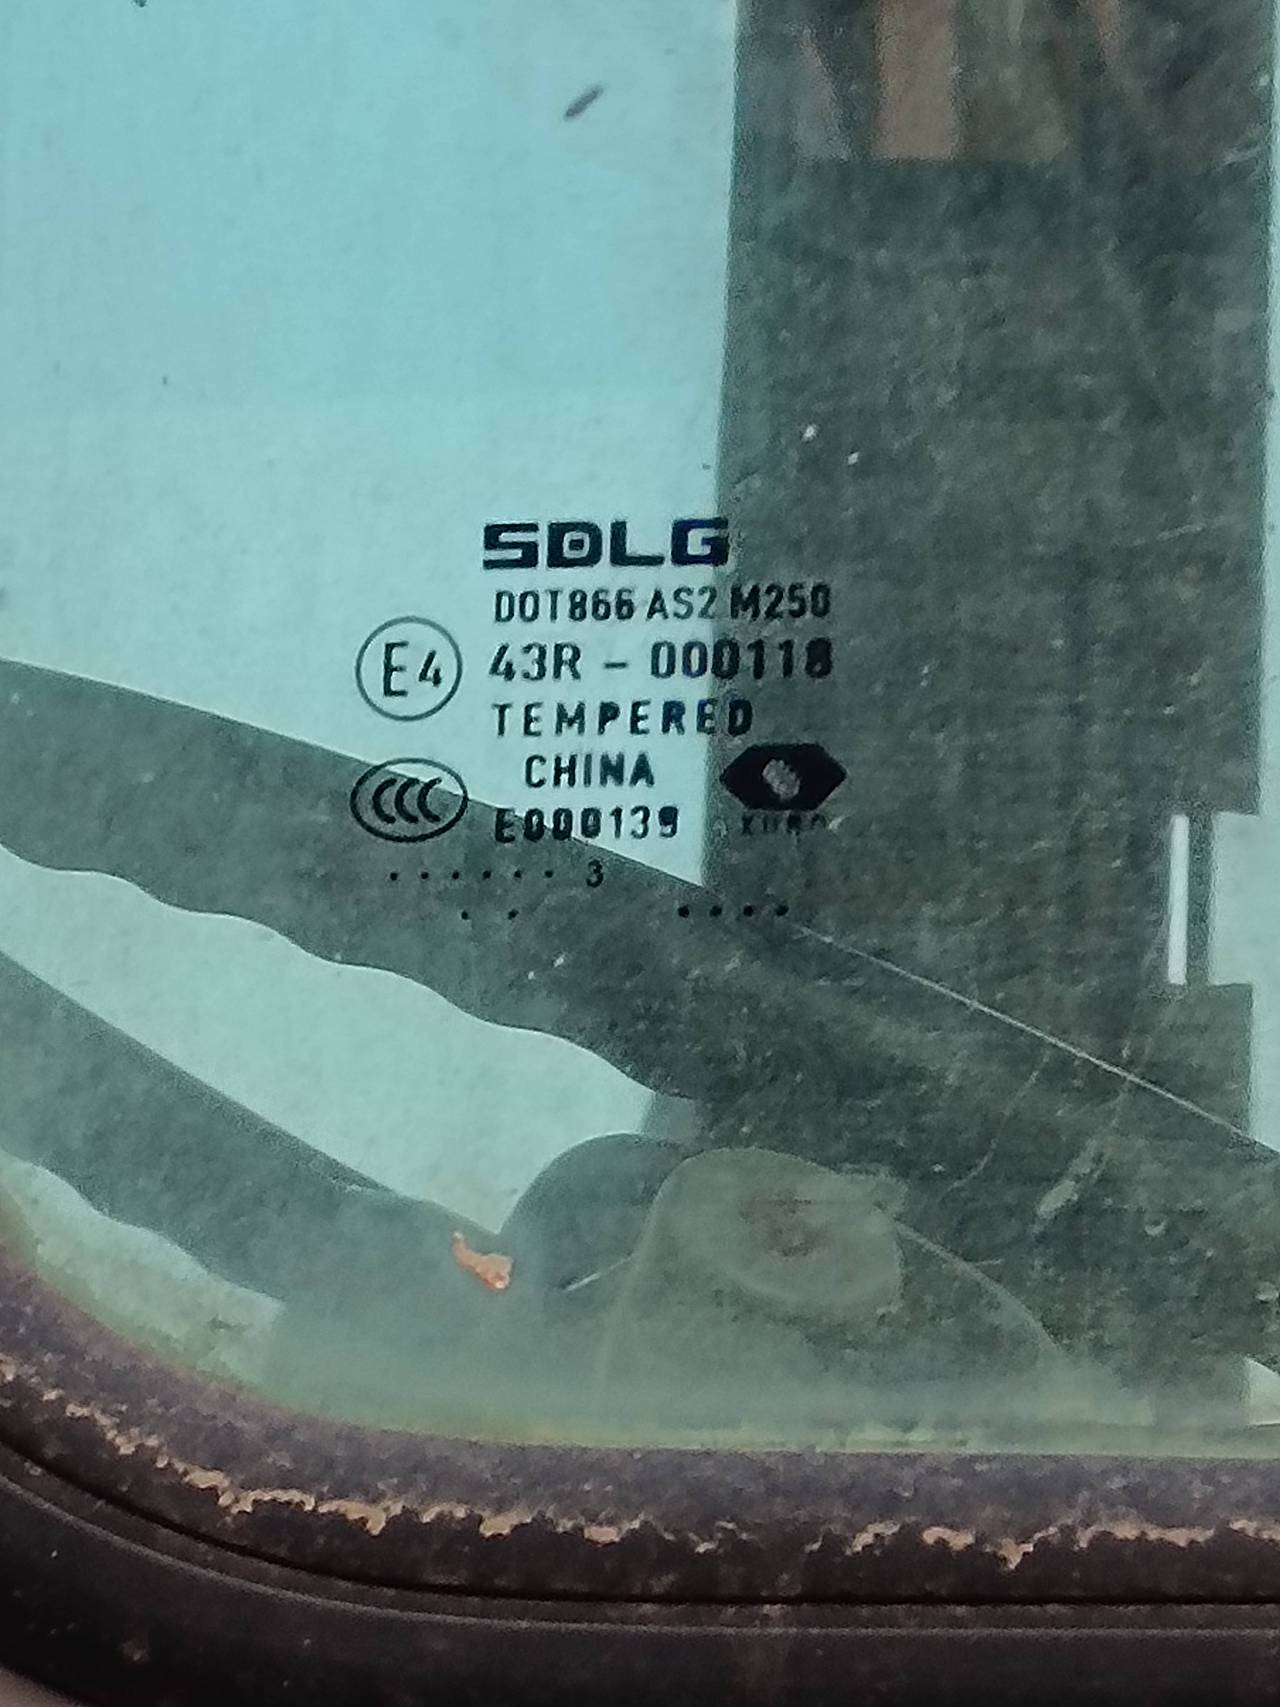 SDLG
DOT866 AS2 M250
E4 43R - 000118
TEMPERED
CHINA
CCC E000139
. . . . . . 3
. . . . . .